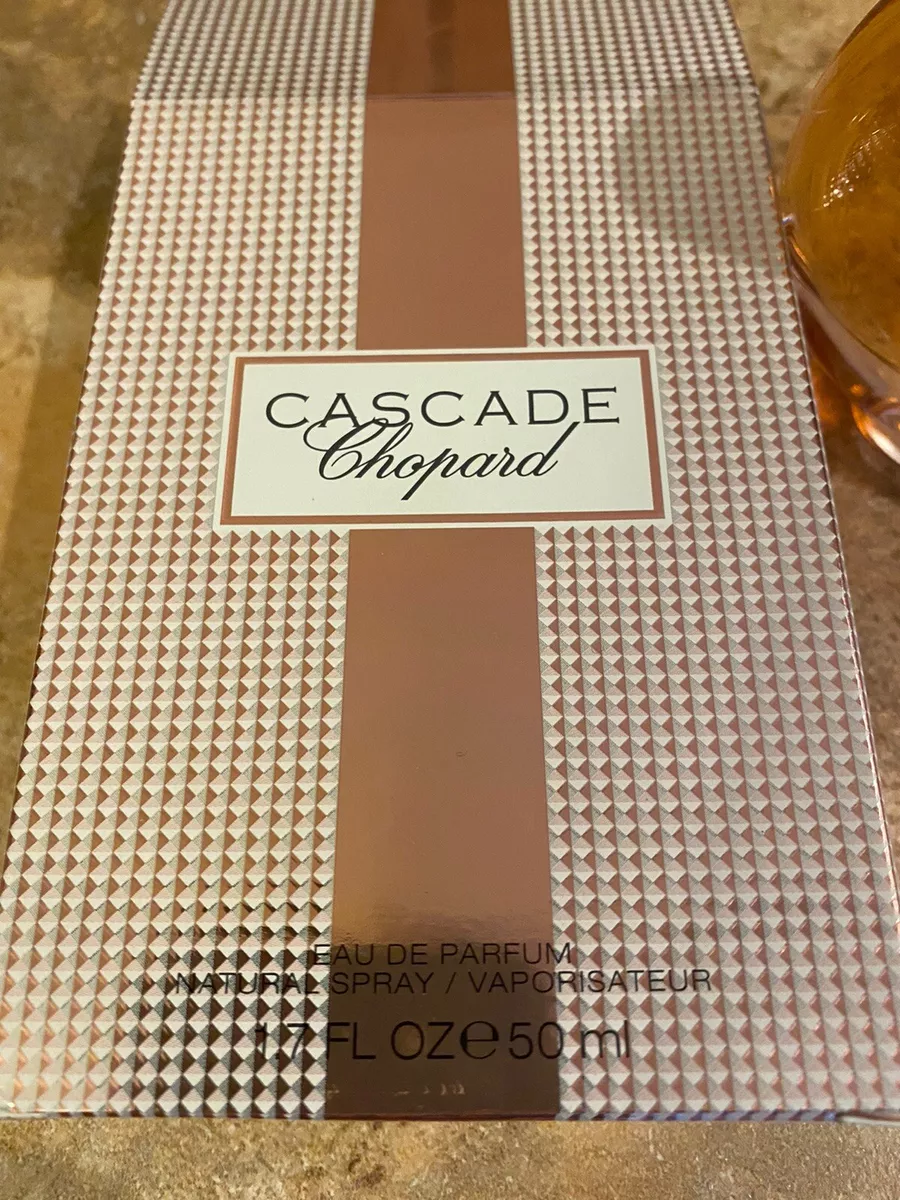 CASCADE
Chopard
EAU DE PARFUM
NATURAL SPRAY / VAPORISATEUR
1.7 FL OZ℮50 ml